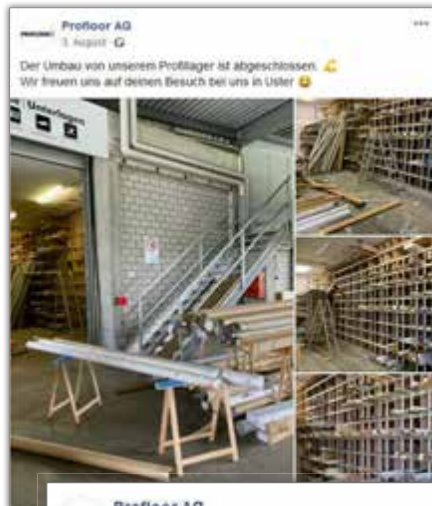 Profloor AG
3. August
Der Umbau von unserem Profillager ist abgeschlossen. 💪
Wir freuen uns auf deinen Besuch bei uns in Uster 😄
Unterlagen
Profloor AG